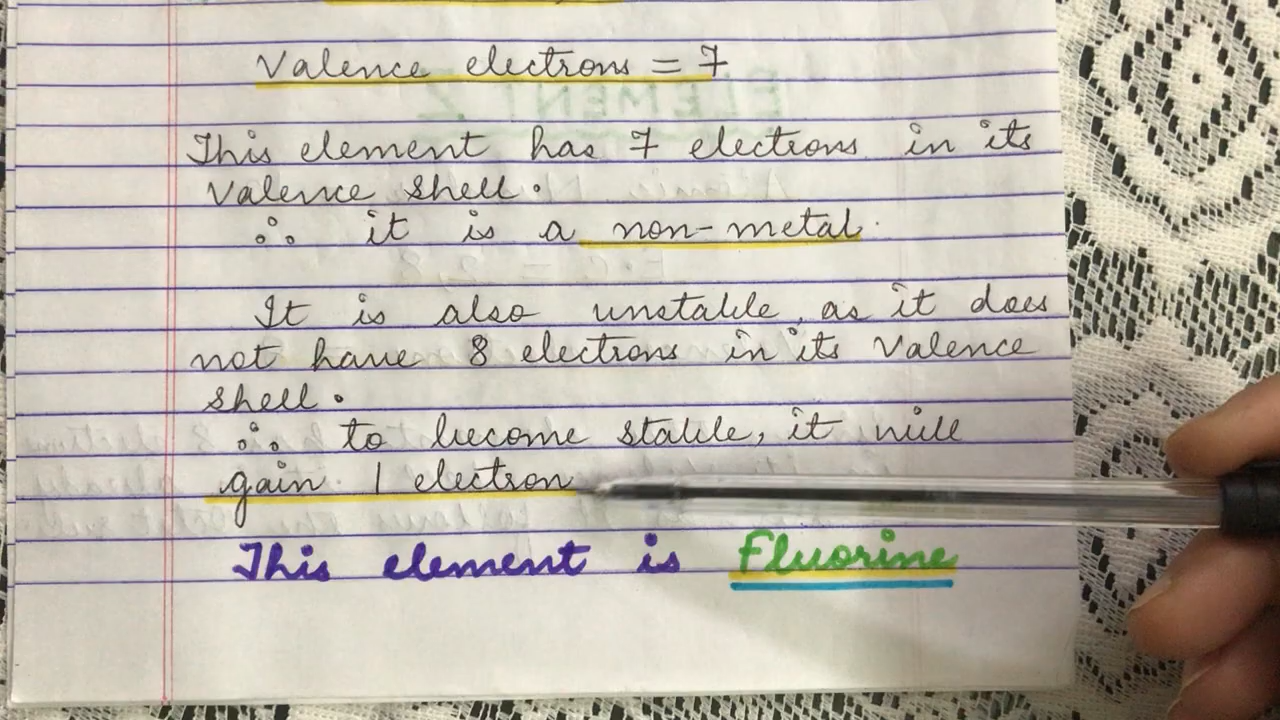 Valence electrons = 7
This element has 7 electrons in its
valence shell.
∴ it is a non-metal.
It is also unstable, as it does
not have 8 electrons in its valence
shell.
∴ to become stable, it will
gain 1 electron
This element is Fluorine